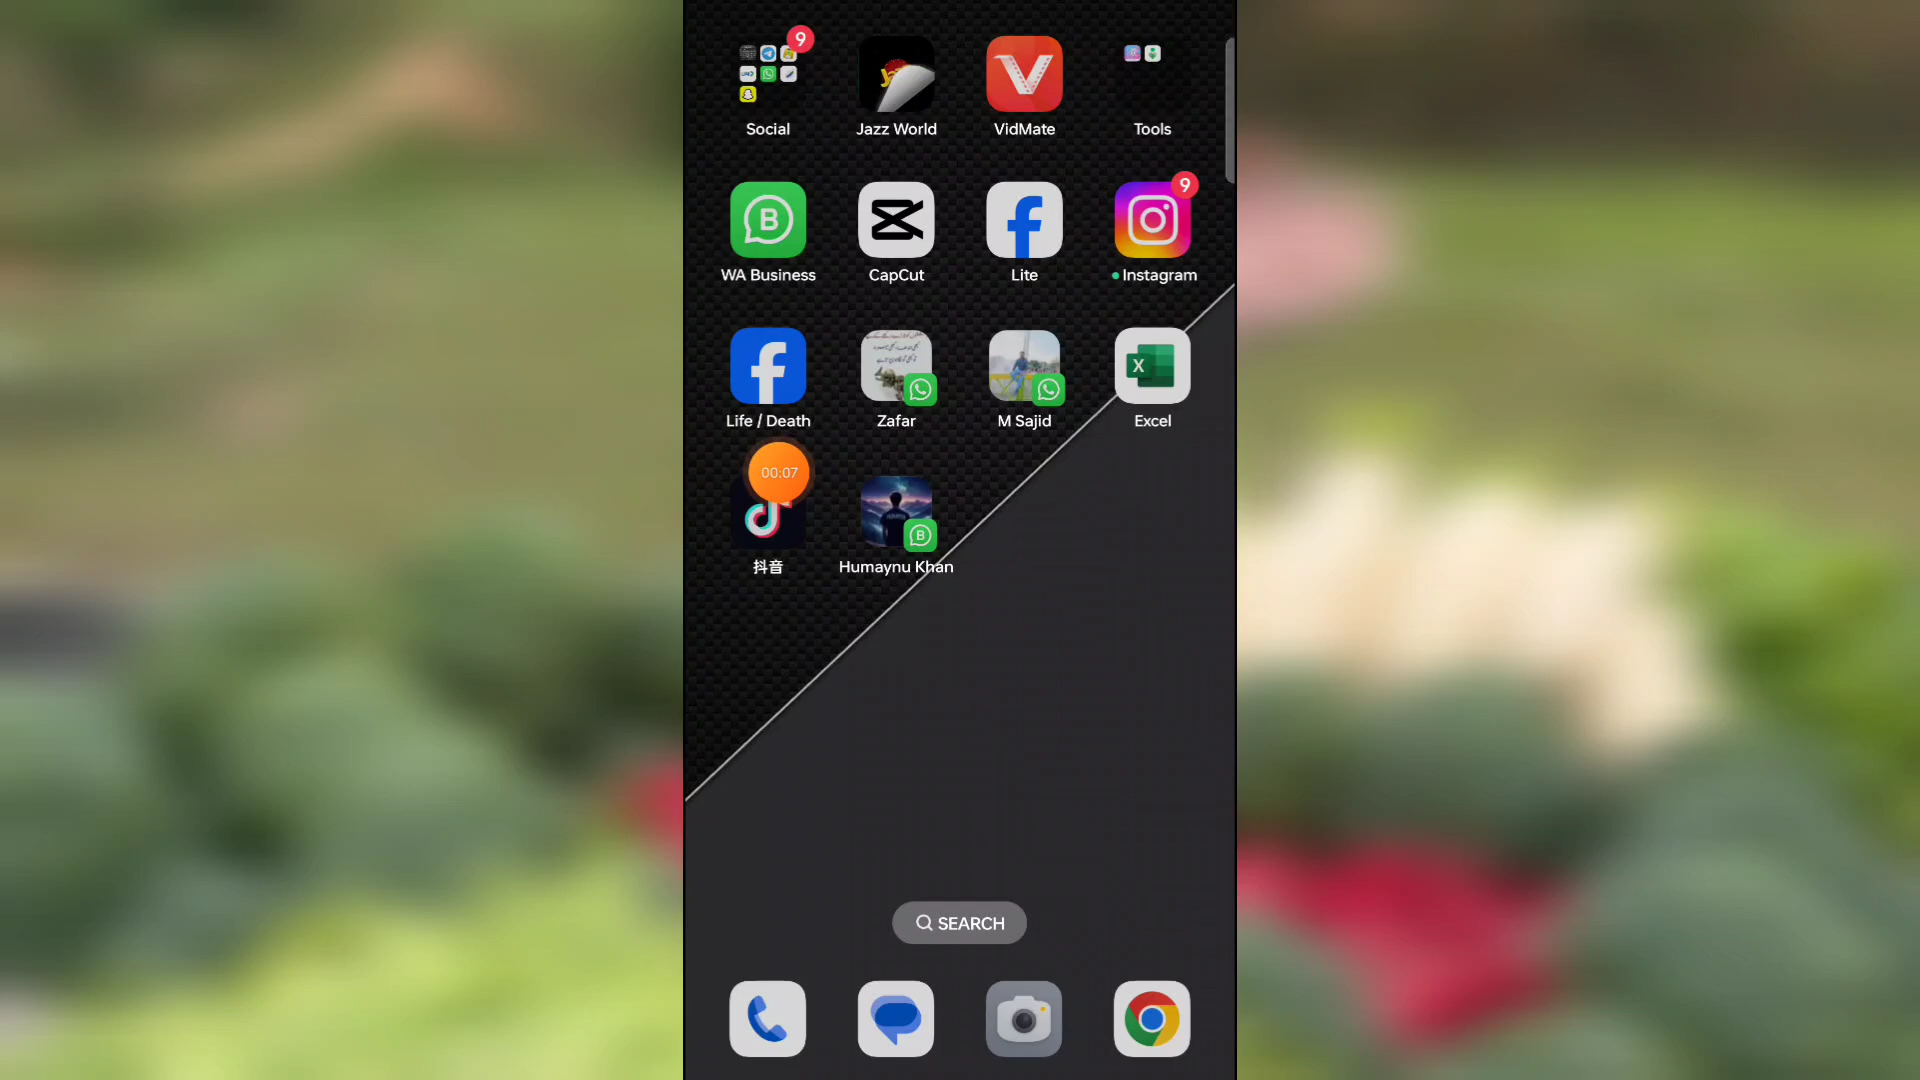 9
Social
Jazz World
VidMate
Tools
9
WA Business
CapCut
Lite
Instagram
Life / Death
Zafar
M Sajid
Excel
00:07
抖音
Humaynu Khan
SEARCH